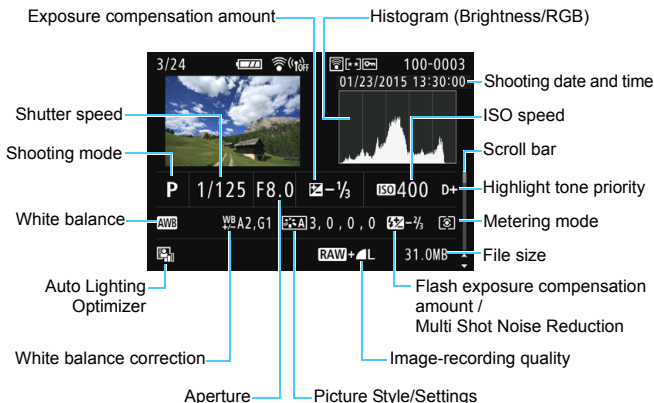 Exposure compensation amount
Histogram (Brightness/RGB)
3/24
OFF
100-0003
01/23/2015 13:30:00
Shooting date and time
Shutter speed
ISO speed
Shooting mode
Scroll bar
P 1/125 F8.0 -⅓ ISO 400 D+
Highlight tone priority
White balance
AWB WB +/- A2,G1 A 3, 0, 0, 0 -⅔
Metering mode
RAW+L 31.0MB
File size
Auto Lighting
Optimizer
Flash exposure compensation
amount /
Multi Shot Noise Reduction
White balance correction
Image-recording quality
Aperture
Picture Style/Settings